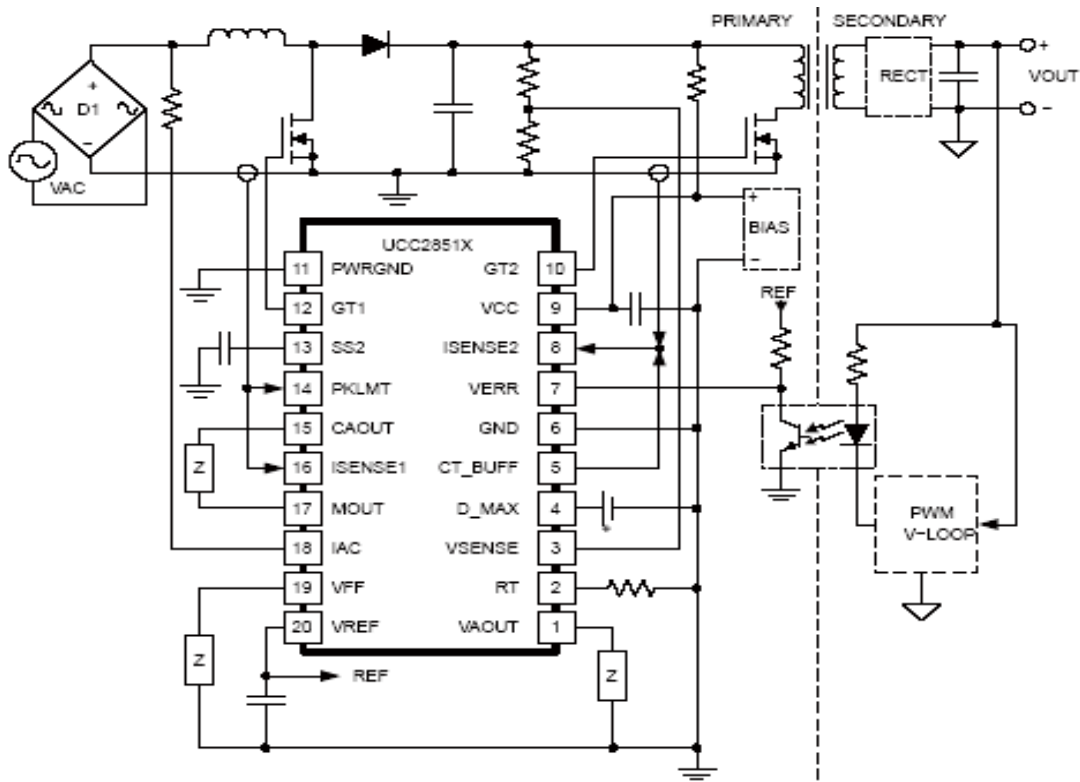 PRIMARY
SECONDARY
+
D1
−
VAC
RECT
+
VOUT
−
UCC2851X
11 PWRGND
GT2 10
12 GT1
VCC 9
13 SS2
ISENSE2 8
14 PKLMT
VERR 7
15 CAOUT
GND 6
16 ISENSE1
CT_BUFF 5
17 MOUT
D_MAX 4
18 IAC
VSENSE 3
19 VFF
RT 2
20 VREF
VAOUT 1
+
BIAS
−
REF
Z
+
PWM
V-LOOP
Z
REF
Z